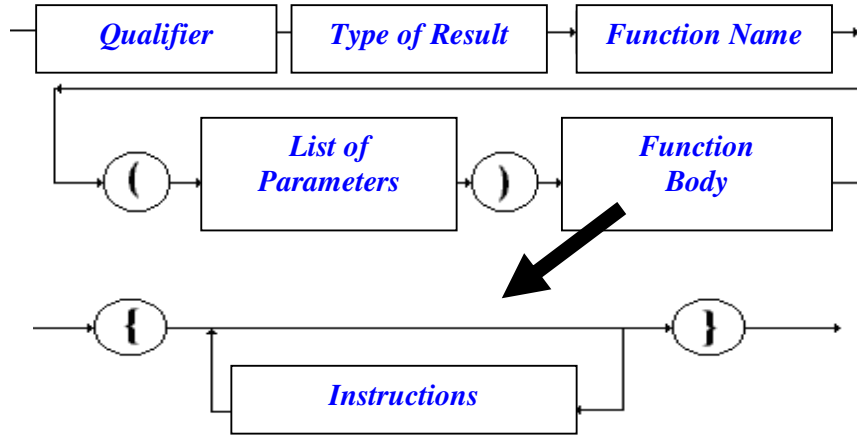 Qualifier Type of Result Function Name
( List of Parameters ) Function Body
{ }
Instructions